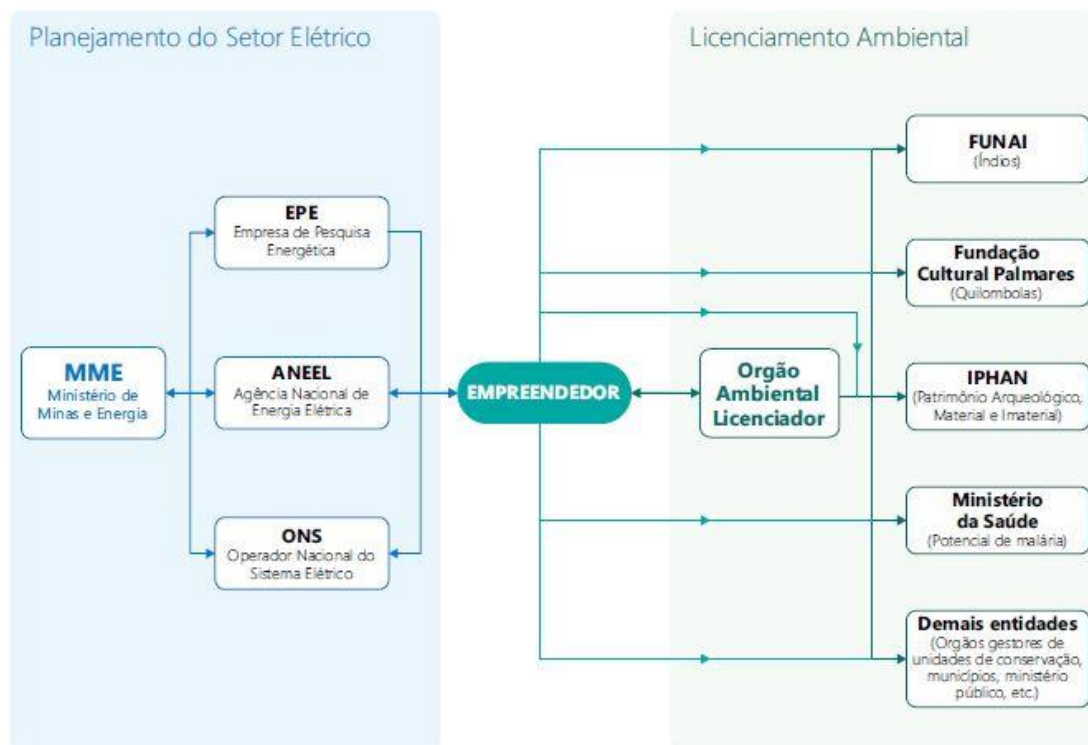 Planejamento do Setor Elétrico
Licenciamento Ambiental
EPE
Empresa de Pesquisa
Energética
MME
Ministério de
Minas e Energia
ANEEL
Agência Nacional de
Energia Elétrica
ONS
Operador Nacional do
Sistema Elétrico
EMPREENDEDOR
Orgão
Ambiental
Licenciador
FUNAI
(Índios)
Fundação
Cultural Palmares
(Quilombolas)
IPHAN
(Patrimônio Arqueológico,
Material e Imaterial)
Ministério
da Saúde
(Potencial de malária)
Demais entidades
(Orgãos gestores de
unidades de conservação,
municípios, ministério
público, etc.)